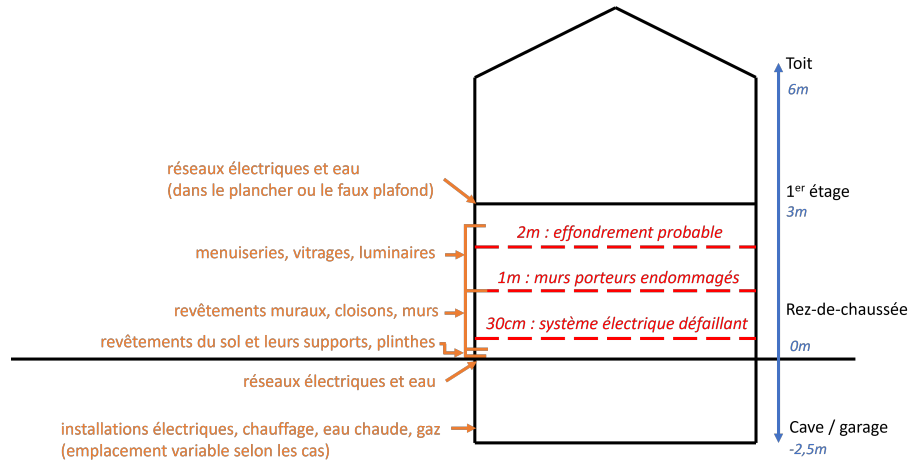 Toit
6m
réseaux électriques et eau
(dans le plancher ou le faux plafond)
1er étage
3m
2m : effondrement probable
menuiseries, vitrages, luminaires
1m : murs porteurs endommagés
revêtements muraux, cloisons, murs
Rez-de-chaussée
30cm : système électrique défaillant
revêtements du sol et leurs supports, plinthes
0m
réseaux électriques et eau
installations électriques, chauffage, eau chaude, gaz
(emplacement variable selon les cas)
Cave / garage
-2,5m